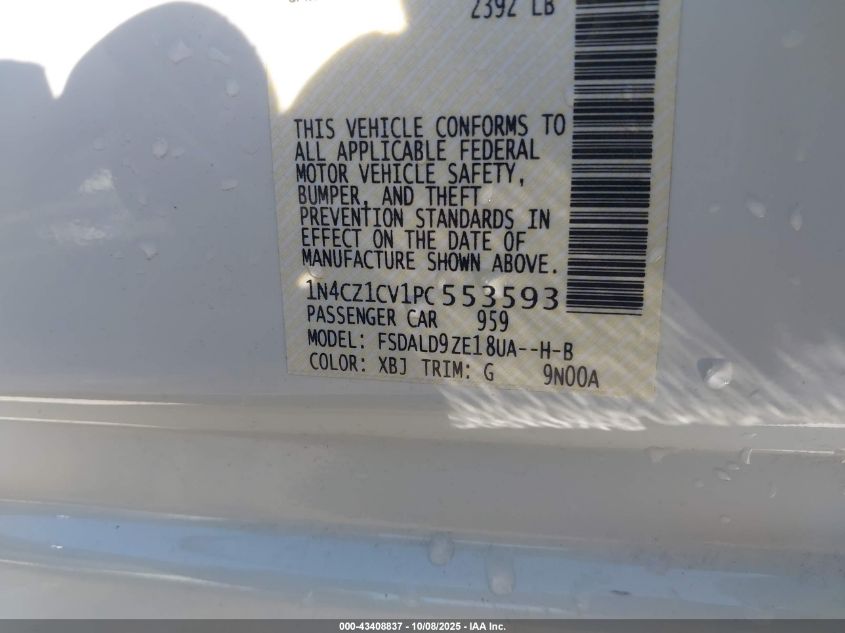 2392 LB
THIS VEHICLE CONFORMS TO
ALL APPLICABLE FEDERAL
MOTOR VEHICLE SAFETY,
BUMPER, AND THEFT
PREVENTION STANDARDS IN
EFFECT ON THE DATE OF
MANUFACTURE SHOWN ABOVE.
1N4CZ1CV1PC553593
PASSENGER CAR 959
MODEL: FSDALD9ZE18UA--H-B
COLOR: XBJ TRIM: G 9N00A
000-43408837 - 10/08/2025 - IAA Inc.